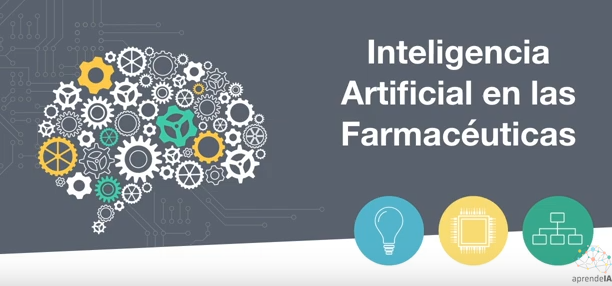 Inteligencia
Artificial en las
Farmacéuticas
aprendeIA